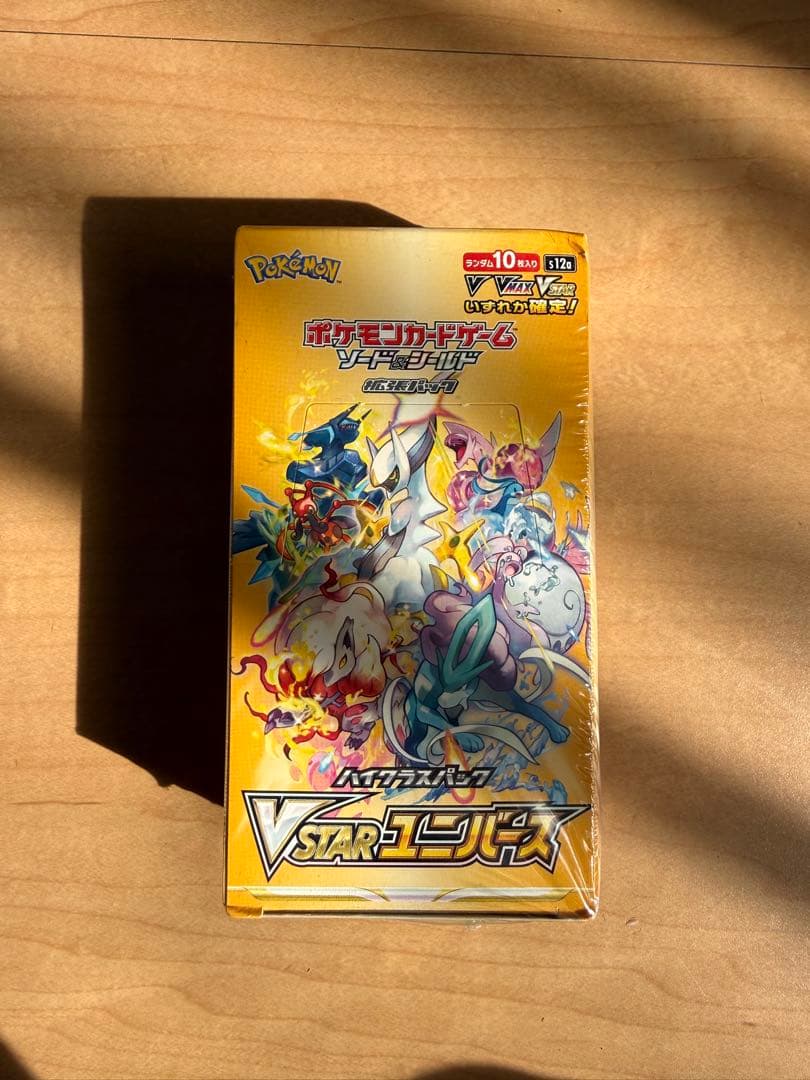 POKéMON™
ランダム10枚入り s12a
V VMAX VSTAR
いずれか確定!
ポケモンカードゲーム
ソード&シールド
拡張パック
ハイクラスパック
VSTARユニバース